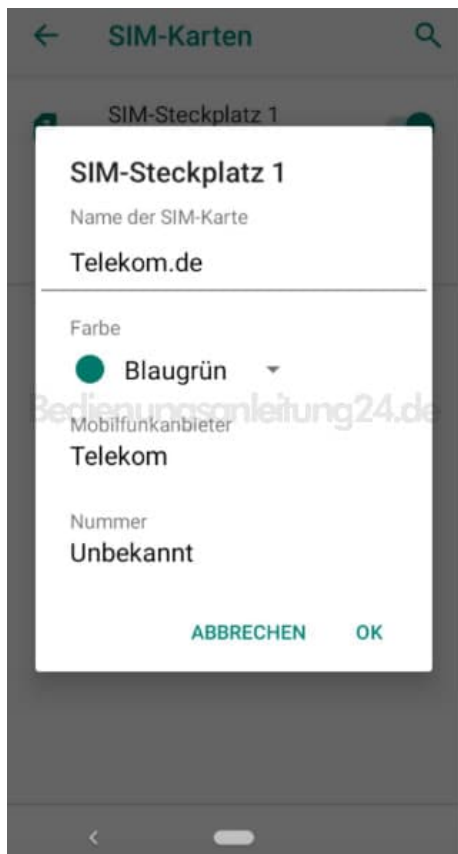 SIM-Karten
SIM-Steckplatz 1
SIM-Steckplatz 1
Name der SIM-Karte
Telekom.de
Farbe
Blaugrün
Bedienungsanleitung24.de
Mobilfunkanbieter
Telekom
Nummer
Unbekannt
ABBRECHEN OK